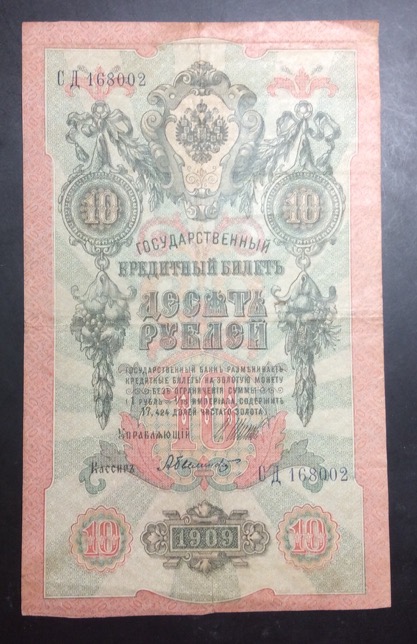 СД 168002
10 10
ГОСУДАРСТВЕННЫЙ
КРЕДИТНЫЙ БИЛЕТЪ
ДЕСЯТЬ
РУБЛЕЙ
ГОСУДАРСТВЕННЫЙ БАНКЪ РАЗМѢНИВАЕТЪ
КРЕДИТНЫЕ БИЛЕТЫ НА ЗОЛОТУЮ МОНЕТУ
БЕЗЪ ОГРАНИЧЕНІЯ СУММЫ
1 РУБЛЬ = 1/15 ИМПЕРІАЛА, СОДЕРЖИТЪ
17,424 ДОЛЕЙ ЧИСТАГО ЗОЛОТА
10
УПРАВЛЯЮЩІЙ
Кассиръ
СД 168002
10 1909 10